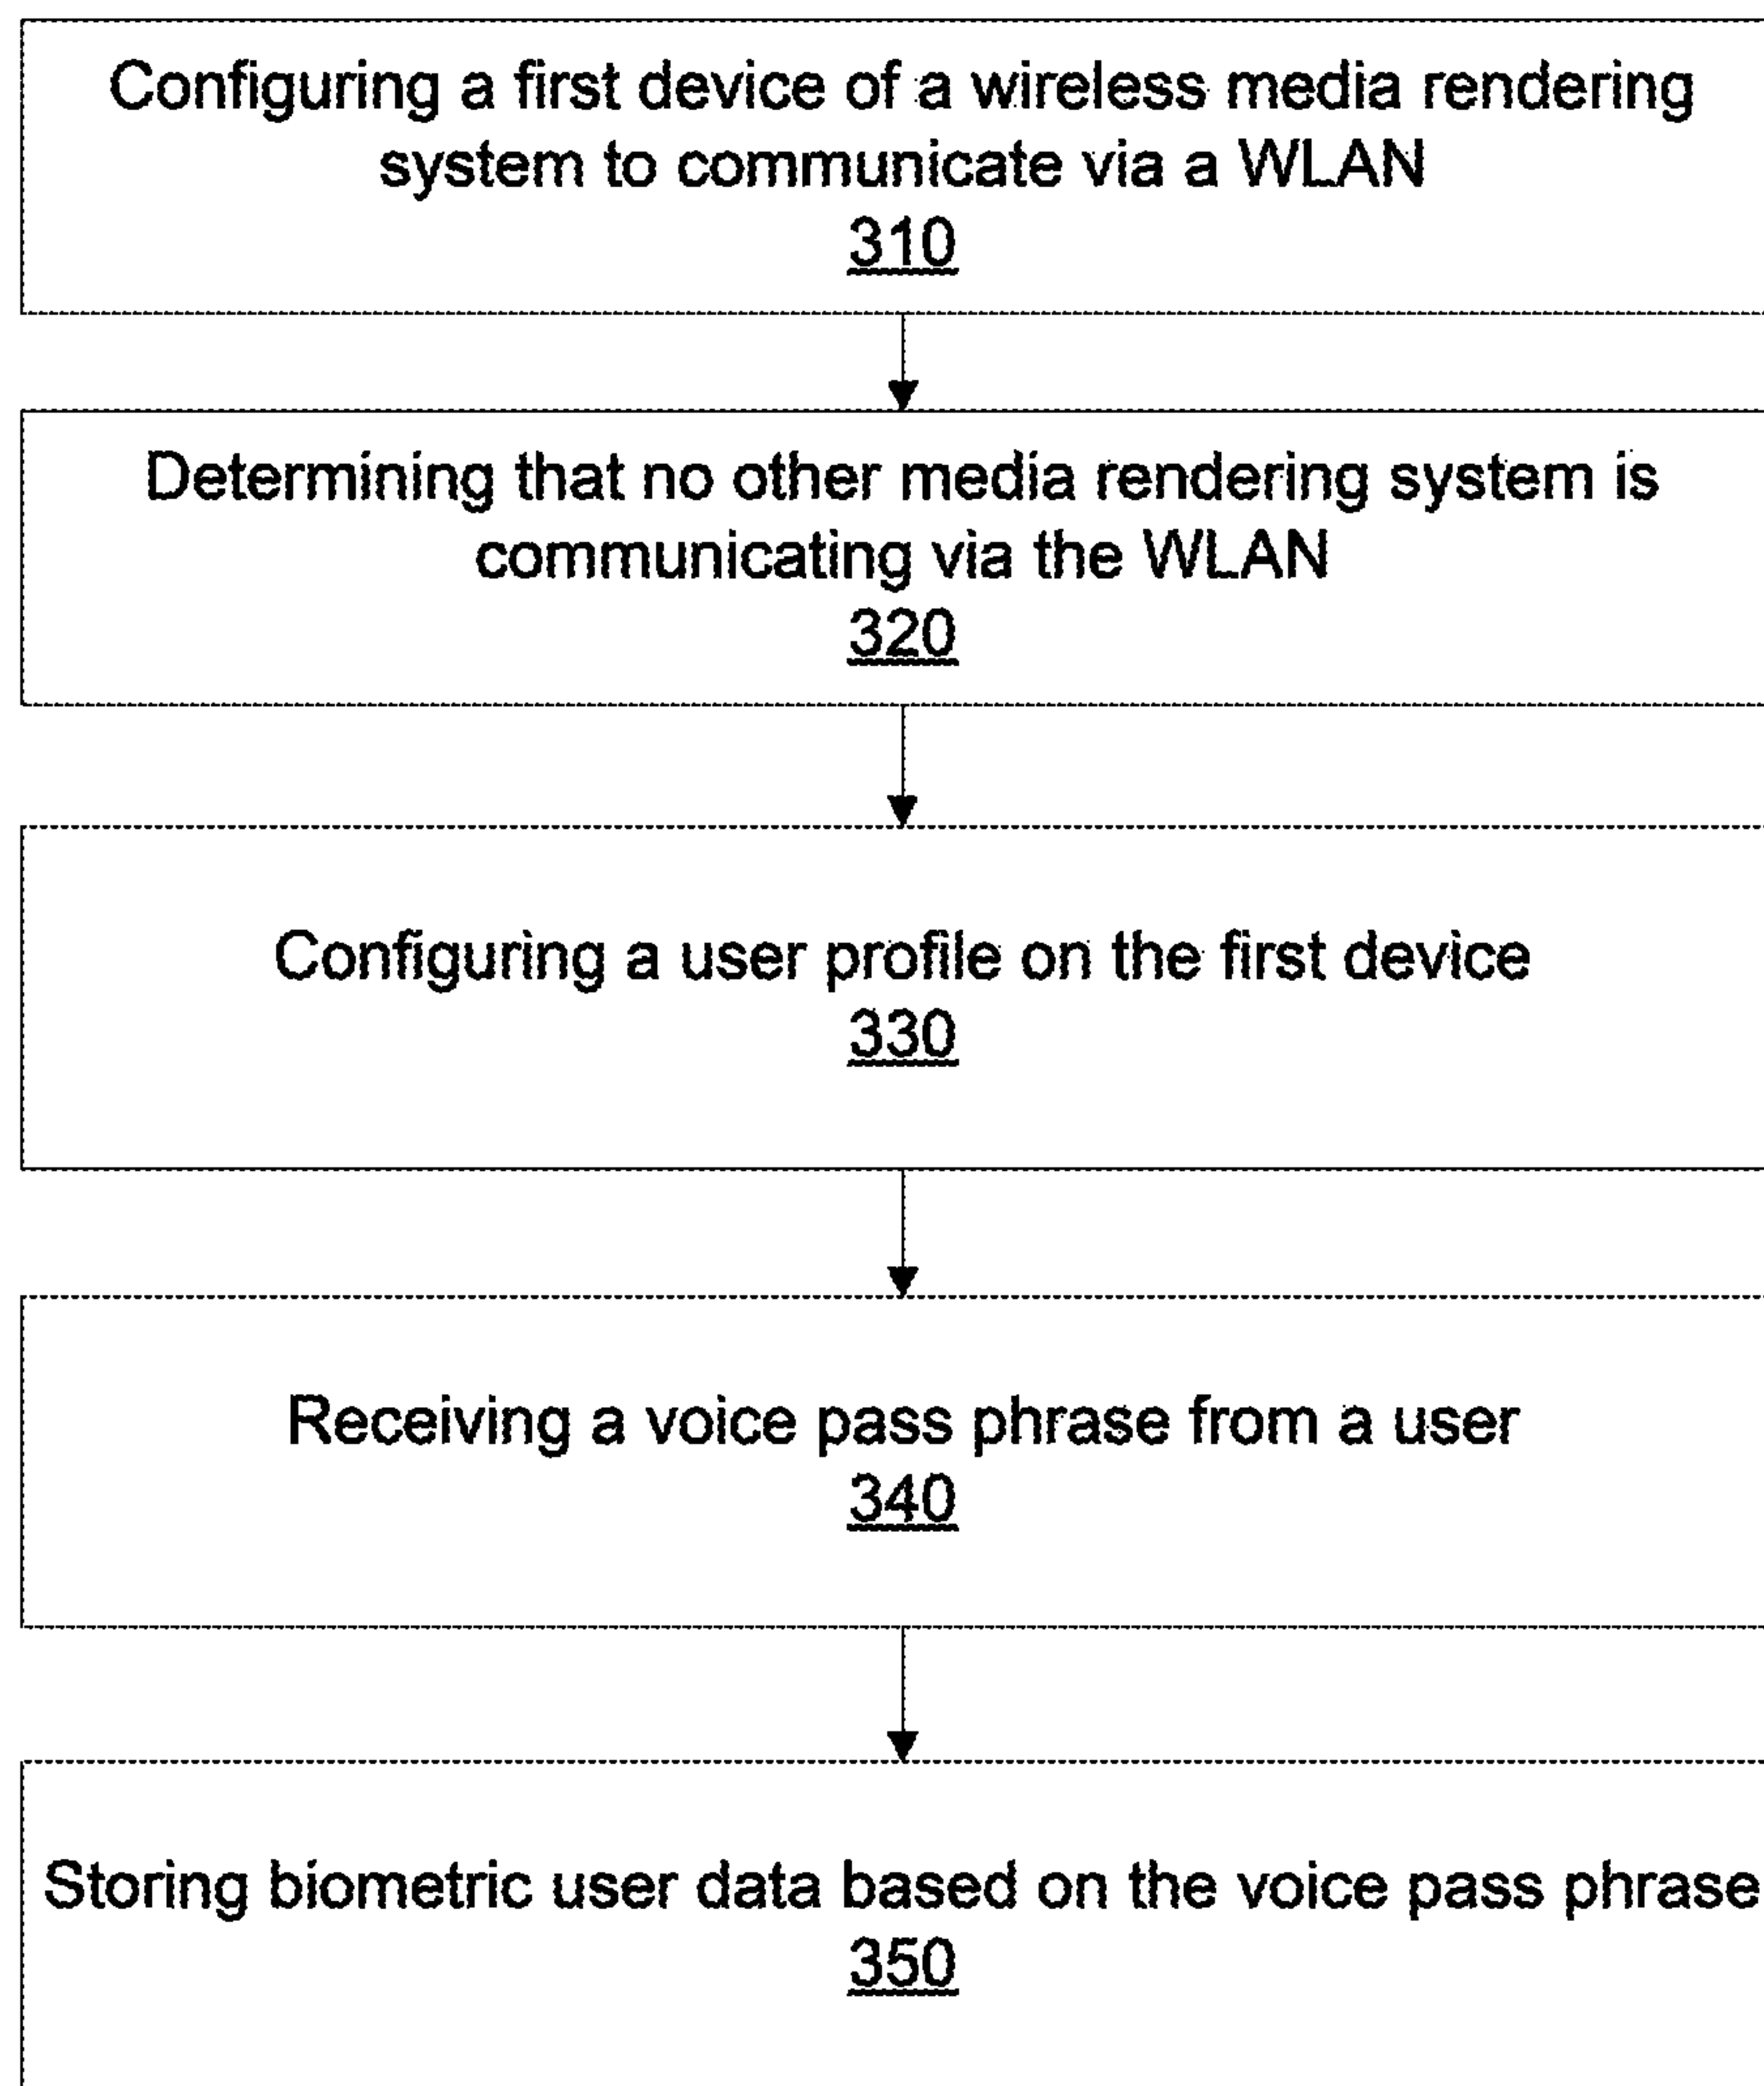 Configuring a first device of a wireless media rendering
system to communicate via a WLAN
310
Determining that no other media rendering system is
communicating via the WLAN
320
Configuring a user profile on the first device
330
Receiving a voice pass phrase from a user
340
Storing biometric user data based on the voice pass phrase
350